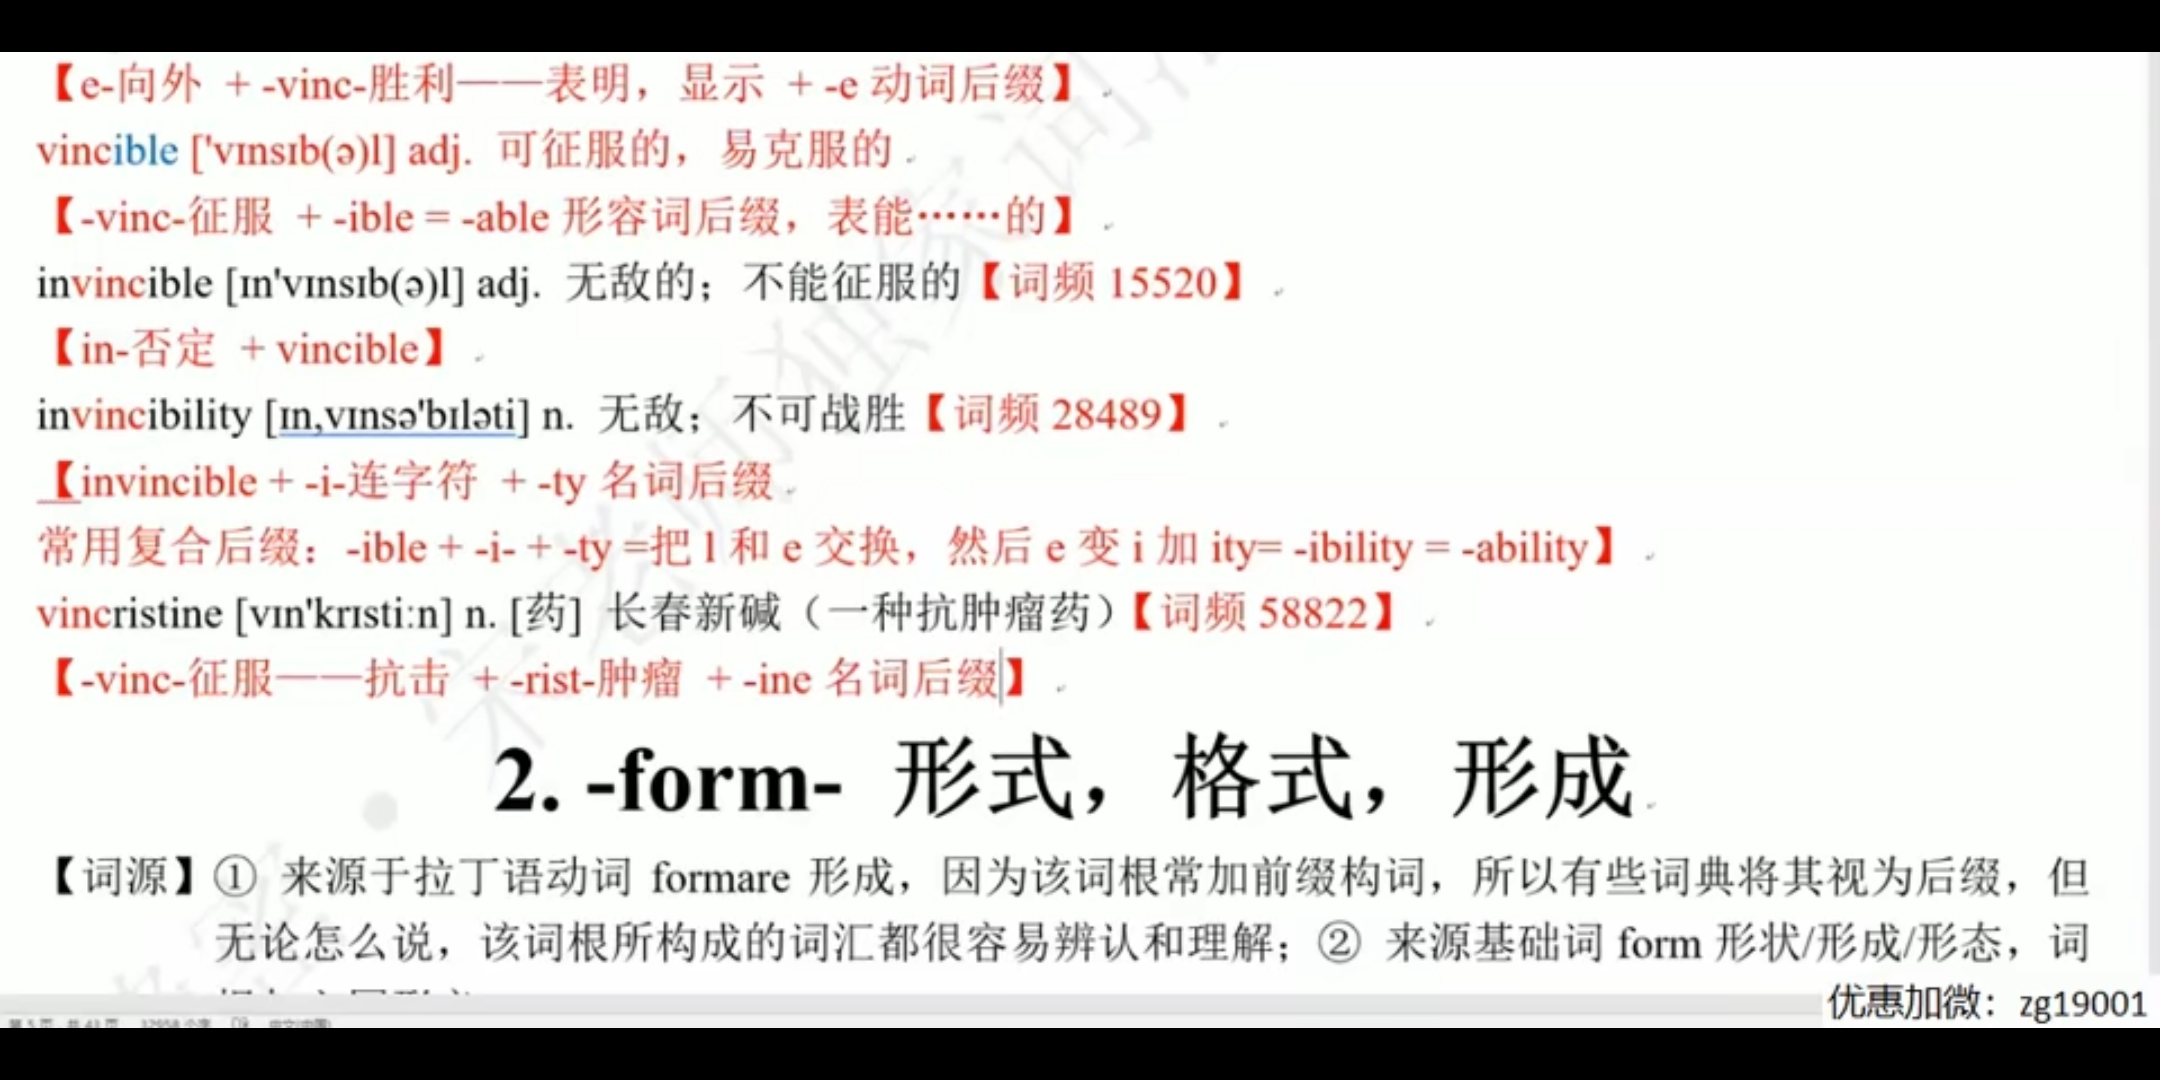 【e-向外 + -vinc-胜利——表明，显示 + -e 动词后缀】
vincible ['vɪnsɪb(ə)l] adj. 可征服的，易克服的
【-vinc-征服 + -ible = -able 形容词后缀，表能……的】
invincible [ɪn'vɪnsɪb(ə)l] adj. 无敌的；不能征服的【词频 15520】
【in-否定 + vincible】
invincibility [ɪn,vɪnsə'bɪləti] n. 无敌；不可战胜【词频 28489】
【invincible + -i-连字符 + -ty 名词后缀
常用复合后缀：-ible + -i- + -ty =把 l 和 e 交换，然后 e 变 i 加 ity= -ibility = -ability】
vincristine [vɪn'krɪsti:n] n. [药] 长春新碱（一种抗肿瘤药）【词频 58822】
【-vinc-征服——抗击 + -rist-肿瘤 + -ine 名词后缀】
2. -form- 形式，格式，形成
【词源】① 来源于拉丁语动词 formare 形成，因为该词根常加前缀构词，所以有些词典将其视为后缀，但
无论怎么说，该词根所构成的词汇都很容易辨认和理解；② 来源基础词 form 形状/形成/形态，词
优惠加微：zg19001